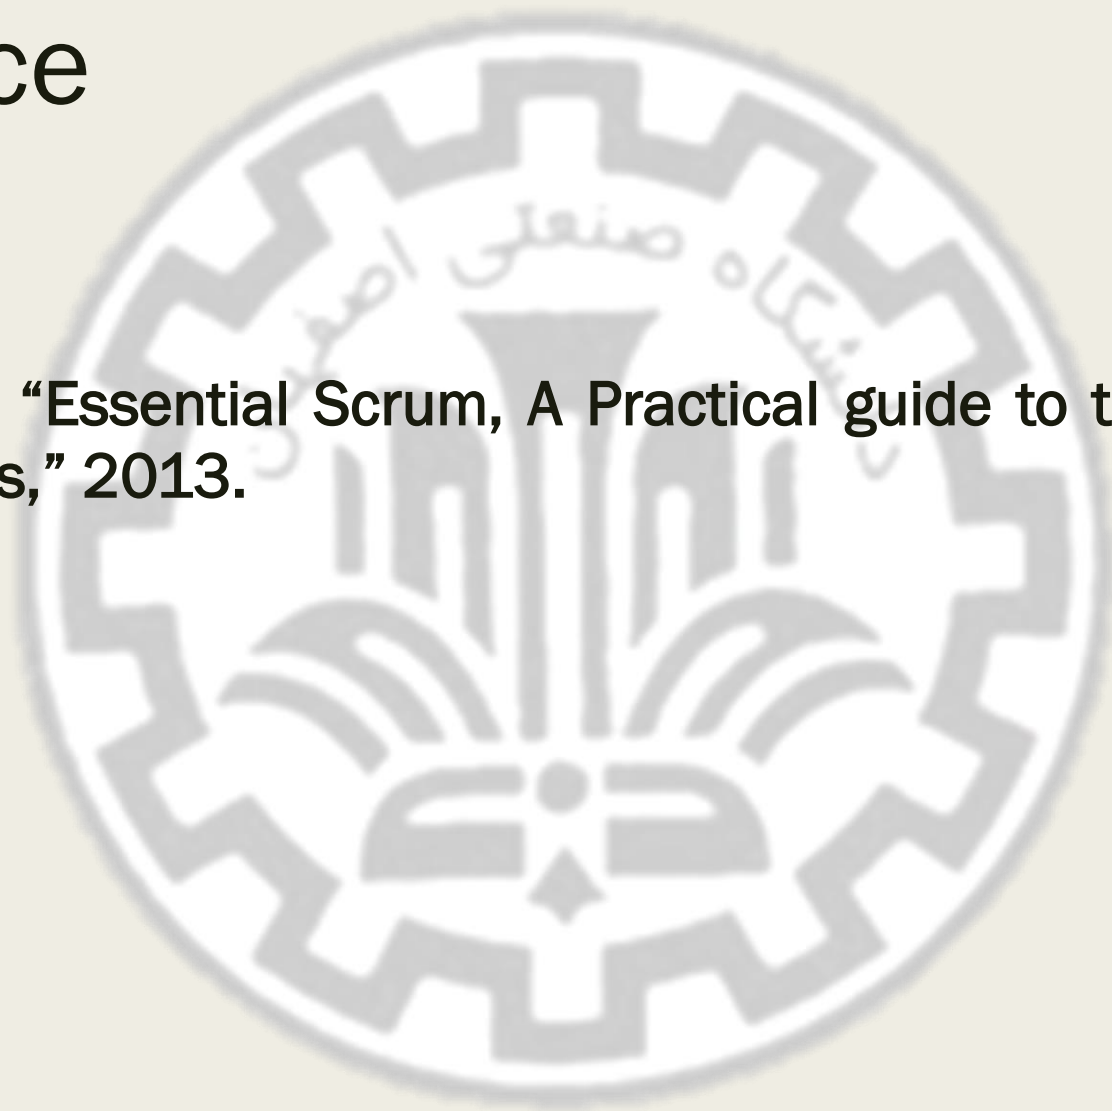 ce
“Essential Scrum, A Practical guide to t
s,” 2013.
صنعتی